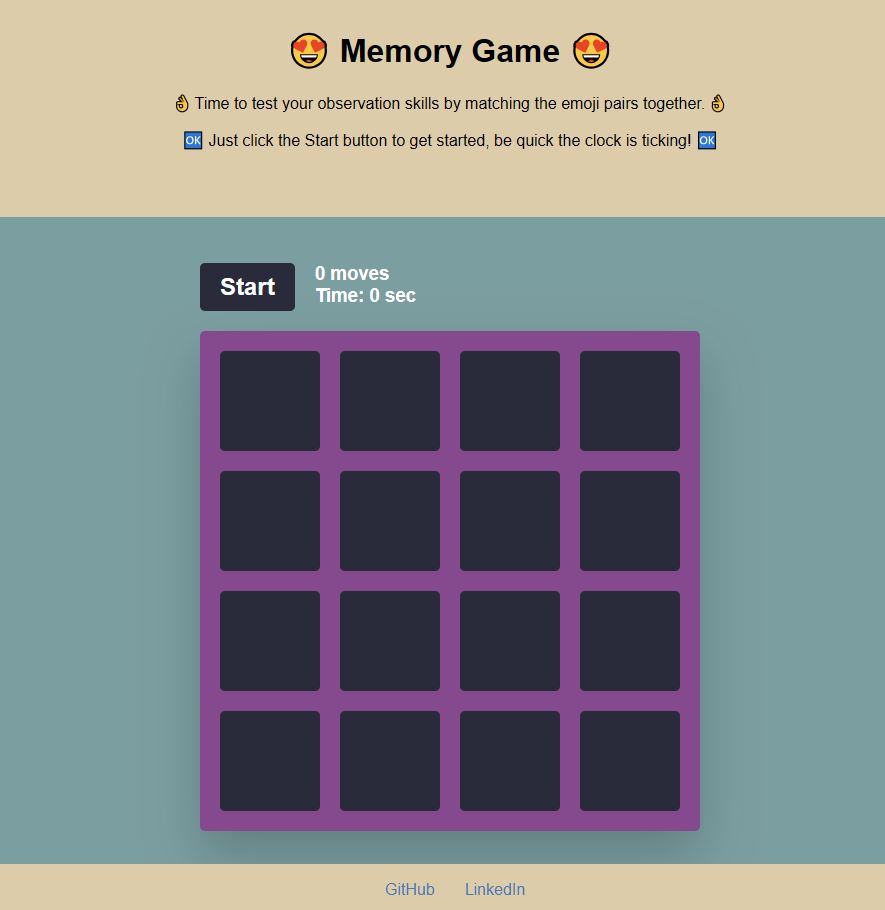 😍 Memory Game 😍
👌 Time to test your observation skills by matching the emoji pairs together. 👌
🆗 Just click the Start button to get started, be quick the clock is ticking! 🆗
Start
0 moves
Time: 0 sec
GitHub LinkedIn